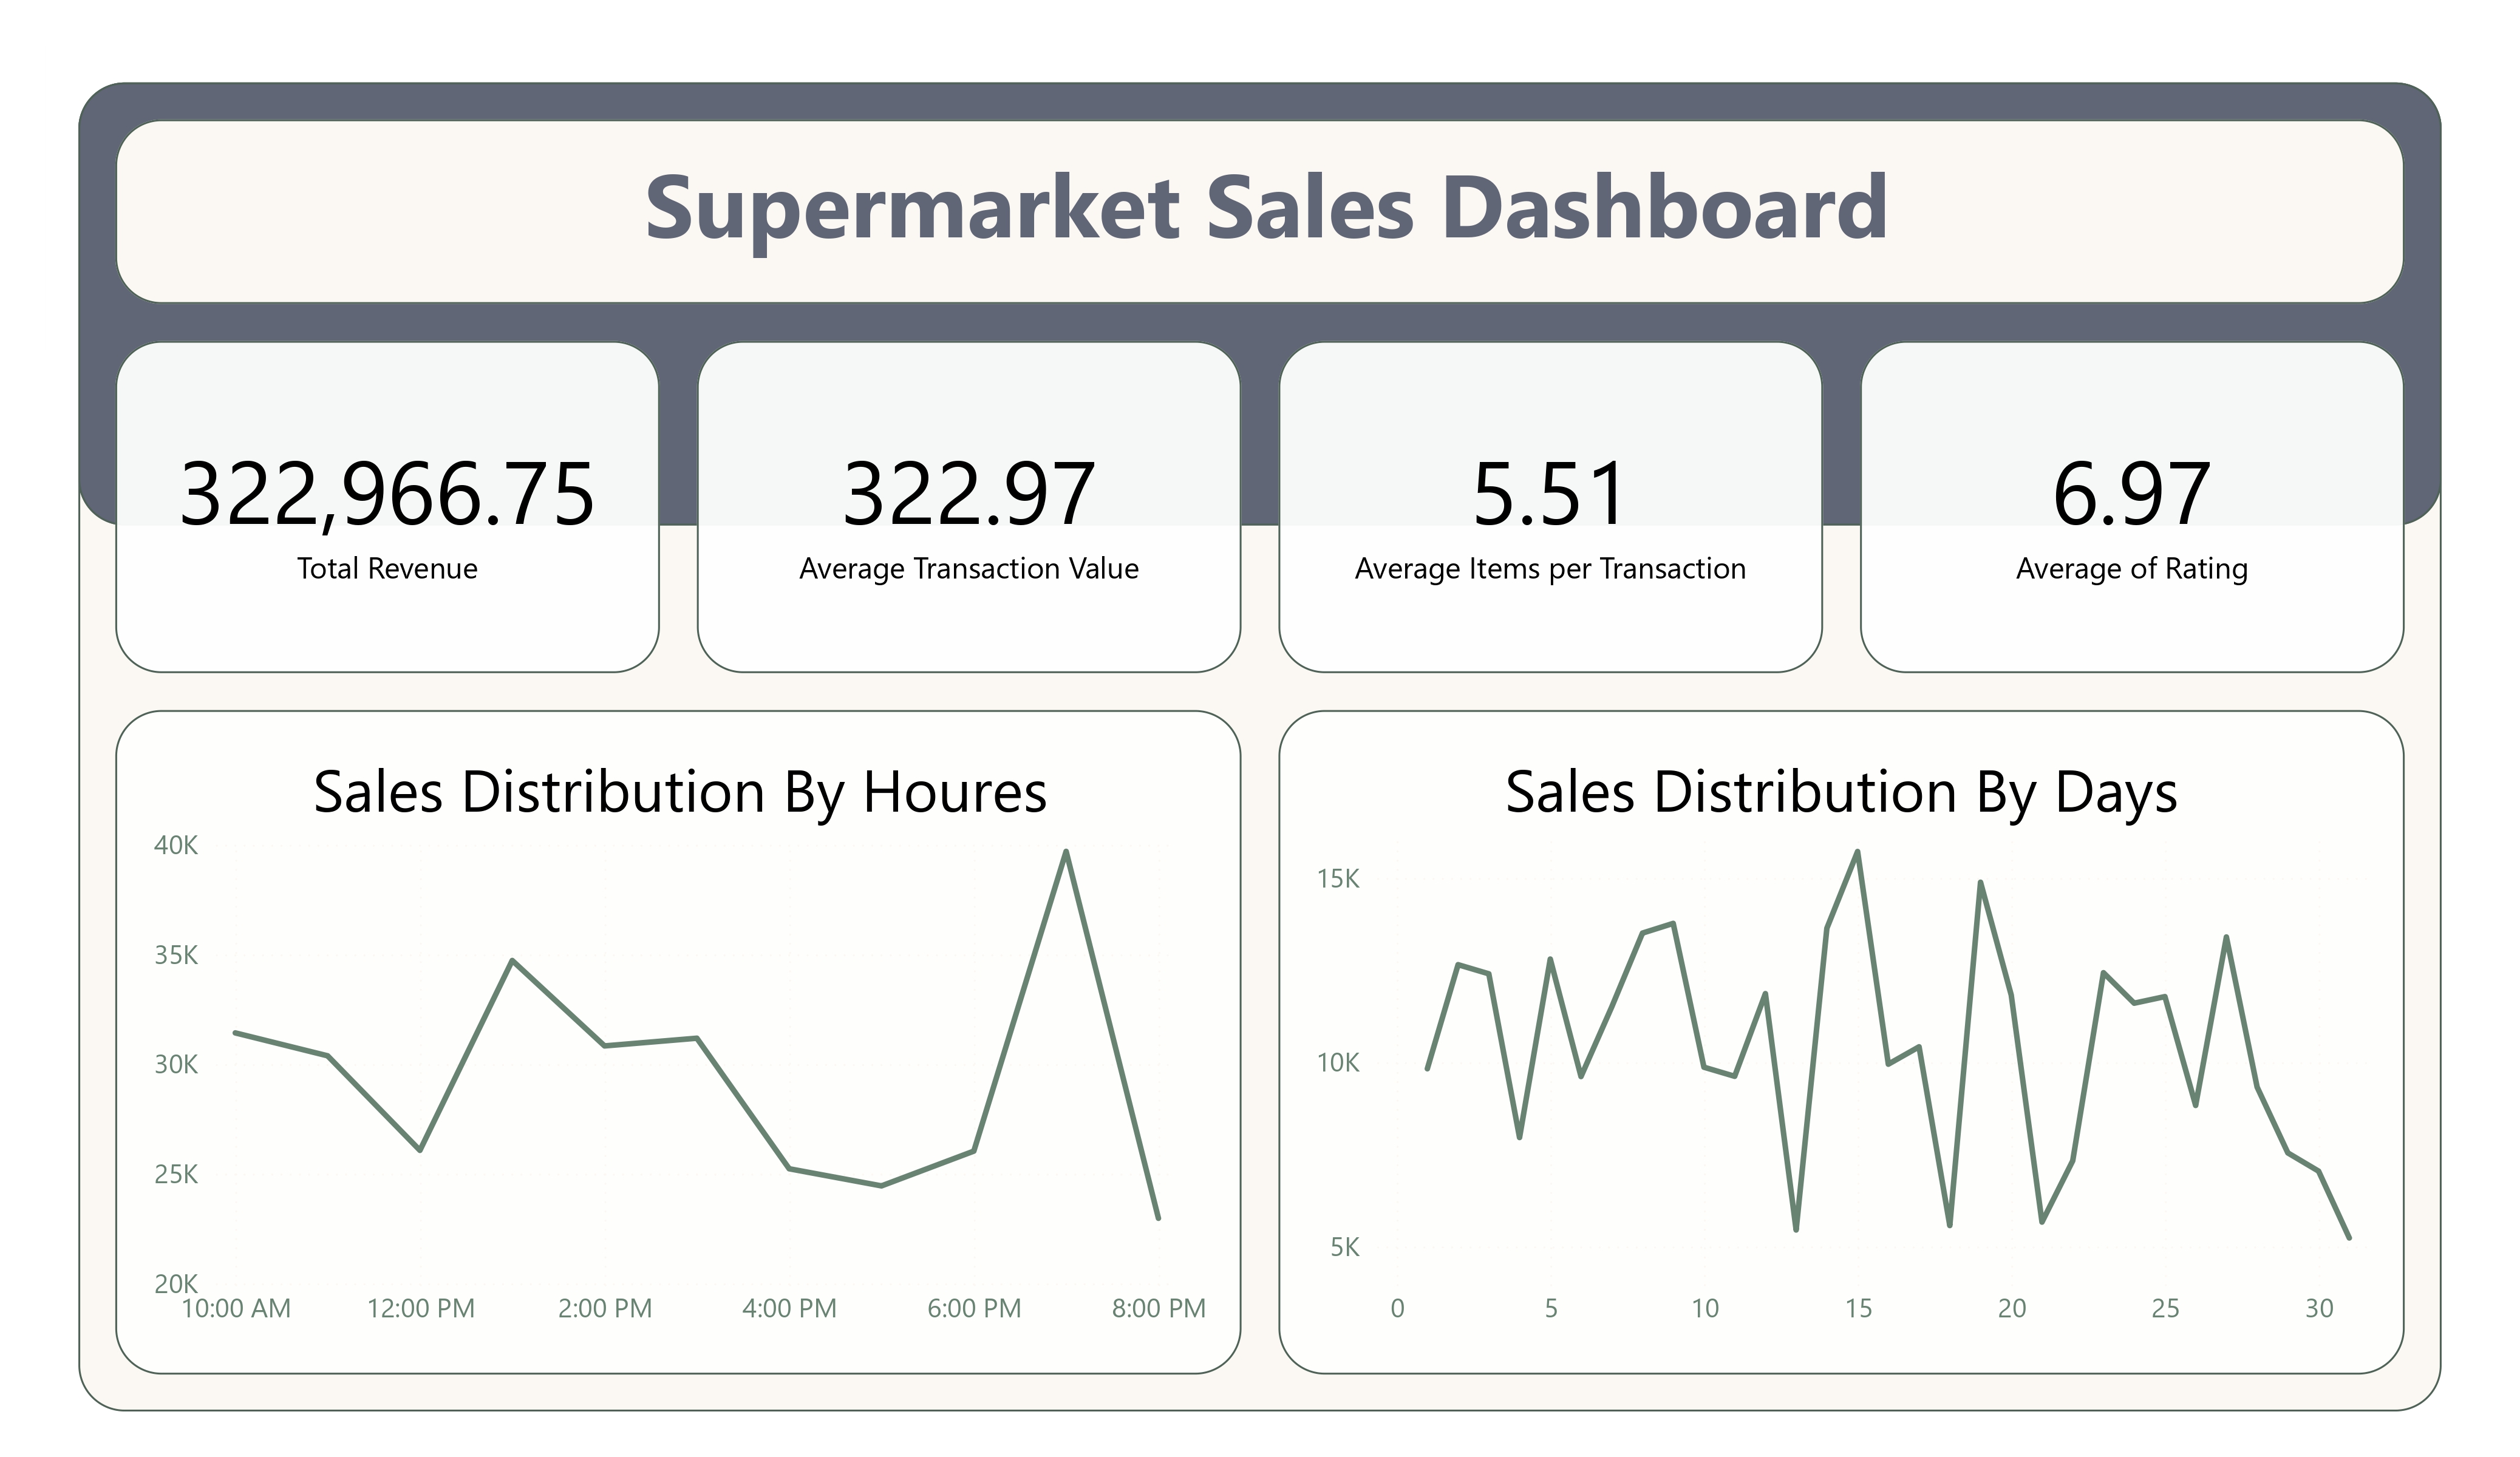 Supermarket Sales Dashboard
322,966.75
Total Revenue
322.97
Average Transaction Value
5.51
Average Items per Transaction
6.97
Average of Rating
Sales Distribution By Houres
40K
35K
30K
25K
20K
10:00 AM 12:00 PM 2:00 PM 4:00 PM 6:00 PM 8:00 PM
Sales Distribution By Days
15K
10K
5K
0 5 10 15 20 25 30